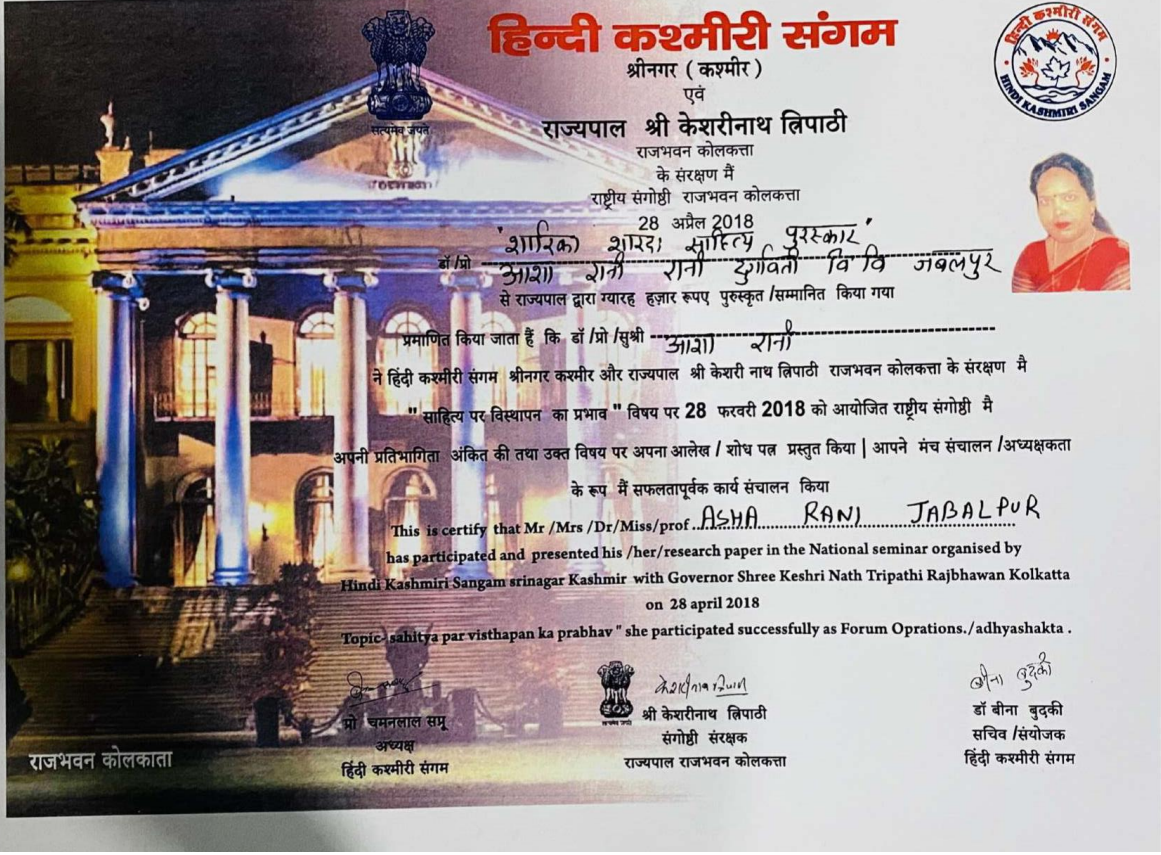 हिन्दी कश्मीरी संगम
श्रीनगर ( कश्मीर )
एवं
राज्यपाल श्री केशरीनाथ त्रिपाठी
राजभवन कोलकत्ता
के संरक्षण मैं
राष्ट्रीय संगोष्ठी राजभवन कोलकत्ता
28 अप्रैल 2018
सत्यमेव जयते
हिन्दी कश्मीरी संगम
HINDI KASHMIRI SANGAM
'शारिका शारदा साहित्य पुरस्कार'
डॉ/प्रो आशा रानी रानी दुर्गावती वि वि जबलपुर
से राज्यपाल द्वारा ग्यारह हज़ार रूपए पुरुस्कृत /सम्मानित किया गया
प्रमाणित किया जाता हैं कि डॉ /प्रो /सुश्री आशा रानी
ने हिंदी कश्मीरी संगम श्रीनगर कश्मीर और राज्यपाल श्री केशरी नाथ त्रिपाठी राजभवन कोलकत्ता के संरक्षण मै
" साहित्य पर विस्थापन का प्रभाव " विषय पर 28 फरवरी 2018 को आयोजित राष्ट्रीय संगोष्ठी मै
अपनी प्रतिभागिता अंकित की तथा उक्त विषय पर अपना आलेख / शोध पत्र प्रस्तुत किया | आपने मंच संचालन /अध्यक्षकता
के रूप मैं सफलतापूर्वक कार्य संचालन किया
This is certify that Mr /Mrs /Dr/Miss/prof..ASHA RANI JABALPUR
has participated and presented his /her/research paper in the National seminar organised by
Hindi Kashmiri Sangam srinagar Kashmir with Governor Shree Keshri Nath Tripathi Rajbhawan Kolkatta
on 28 april 2018
Topic- sahitya par visthapan ka prabhav " she participated successfully as Forum Oprations./adhyashakta .
प्रो चमनलाल सप्रू
अध्यक्ष
हिंदी कश्मीरी संगम
केशरीनाथ त्रिपाठी
श्री केशरीनाथ त्रिपाठी
संगोष्ठी संरक्षक
राज्यपाल राजभवन कोलकत्ता
बीना बुदकी
डॉ बीना बुदकी
सचिव /संयोजक
हिंदी कश्मीरी संगम
राजभवन कोलकाता